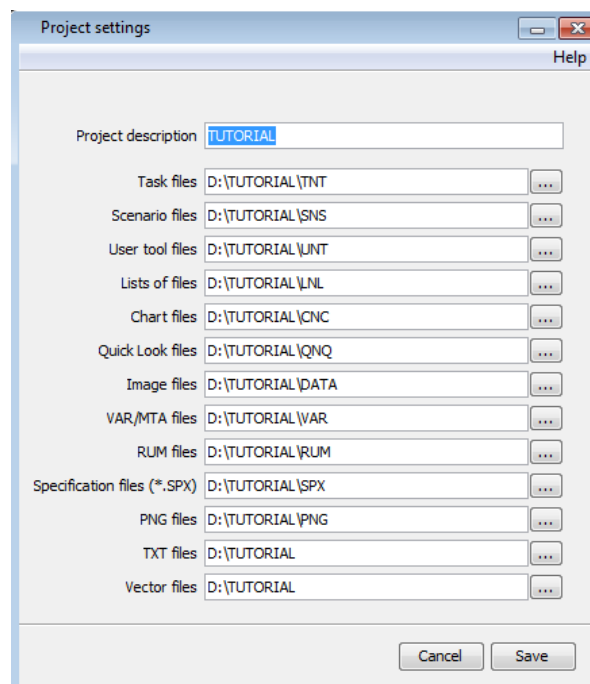 Project settings
Help
Project description TUTORIAL
Task files D:\TUTORIAL\TNT ...
Scenario files D:\TUTORIAL\SNS ...
User tool files D:\TUTORIAL\UNT ...
Lists of files D:\TUTORIAL\LNL ...
Chart files D:\TUTORIAL\CNC ...
Quick Look files D:\TUTORIAL\QNQ ...
Image files D:\TUTORIAL\DATA ...
VAR/MTA files D:\TUTORIAL\VAR ...
RUM files D:\TUTORIAL\RUM ...
Specification files (*.SPX) D:\TUTORIAL\SPX ...
PNG files D:\TUTORIAL\PNG ...
TXT files D:\TUTORIAL ...
Vector files D:\TUTORIAL ...
Cancel Save